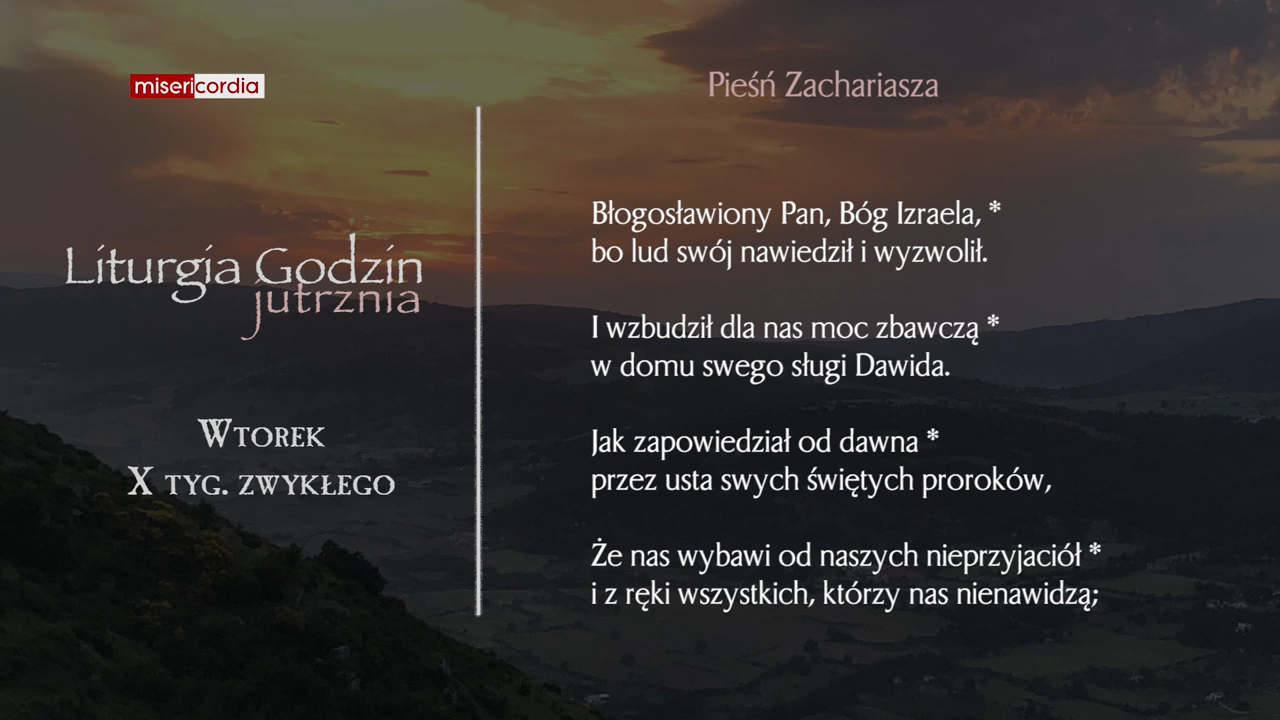 misericordia
Liturgia Godzin
jutrznia
Wtorek
X tyg. zwykłego
Pieśń Zachariasza
Błogosławiony Pan, Bóg Izraela, *
bo lud swój nawiedził i wyzwolił.
I wzbudził dla nas moc zbawczą *
w domu swego sługi Dawida.
Jak zapowiedział od dawna *
przez usta swych świętych proroków,
Że nas wybawi od naszych nieprzyjaciół *
i z ręki wszystkich, którzy nas nienawidzą;